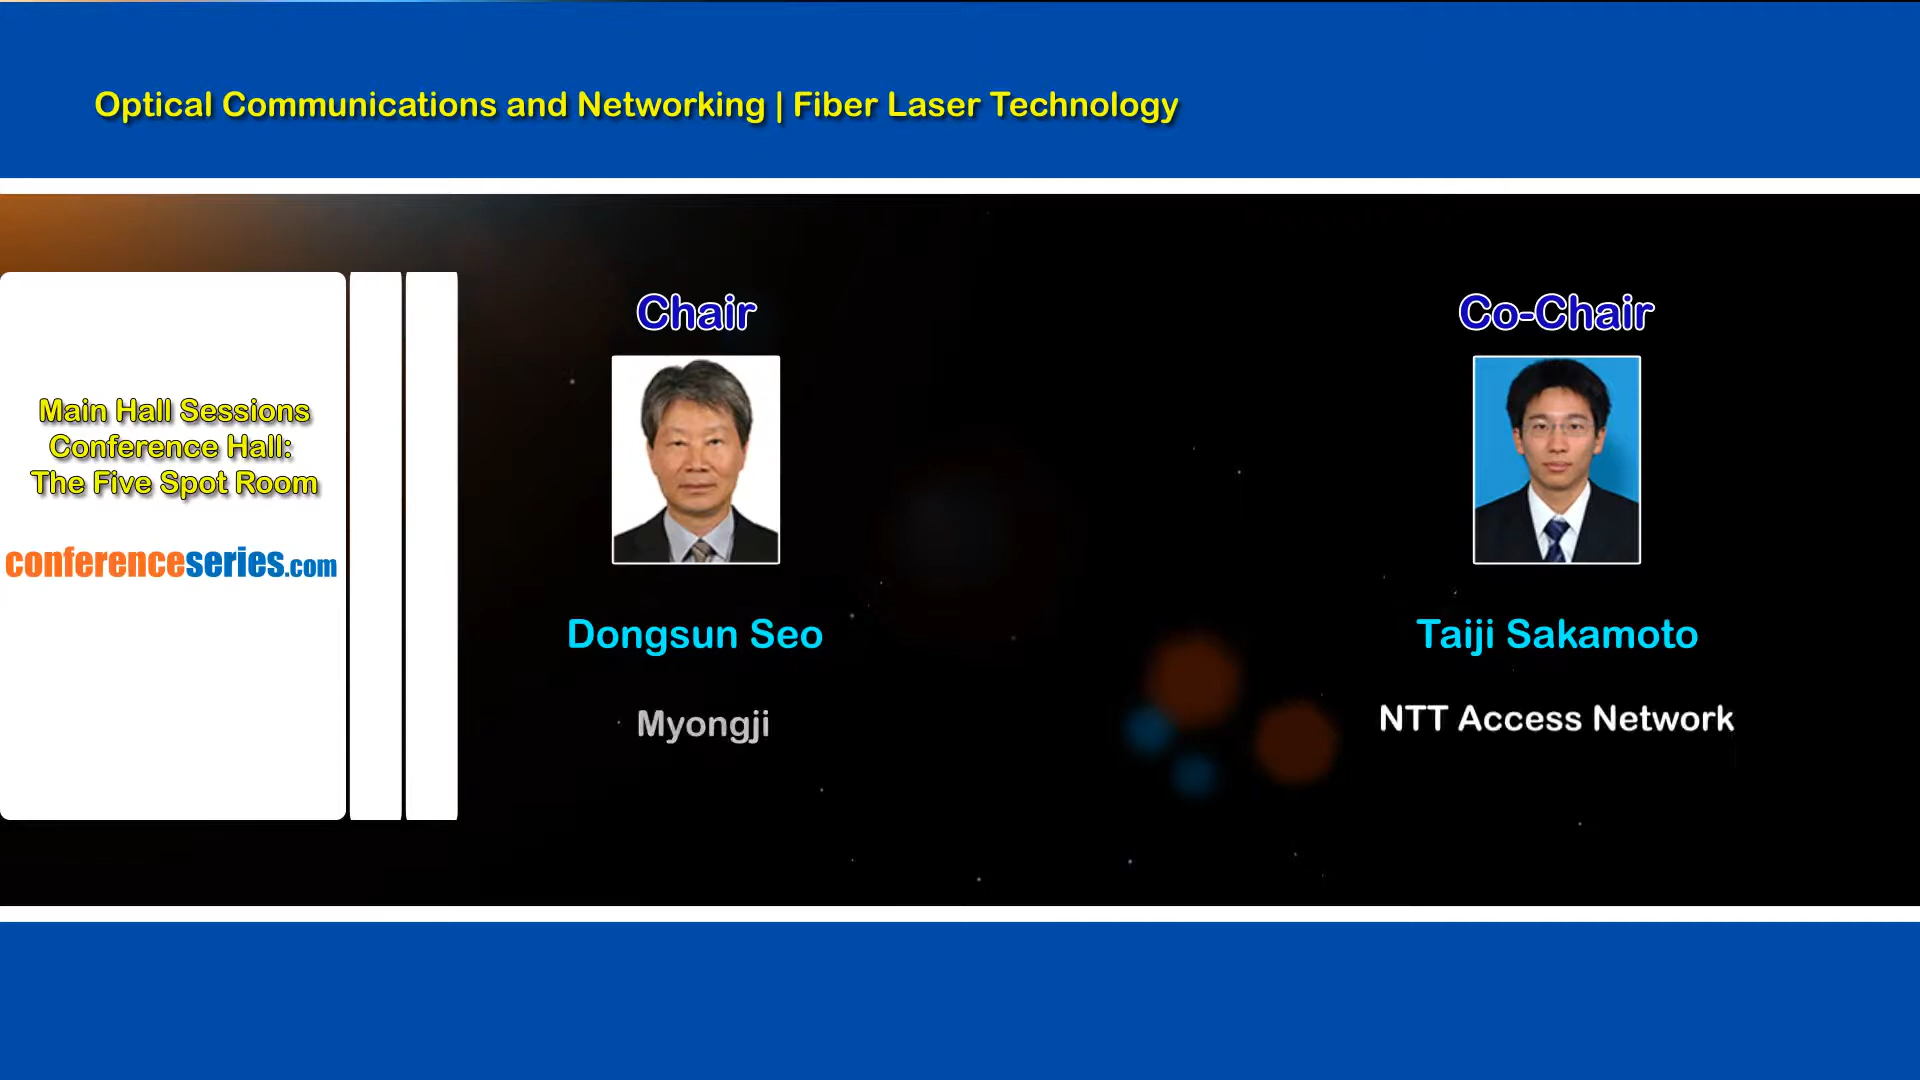 Optical Communications and Networking | Fiber Laser Technology
Main Hall Sessions
Conference Hall:
The Five Spot Room
conferenceseries.com
Chair
Dongsun Seo
Myongji
Co-Chair
Taiji Sakamoto
NTT Access Network